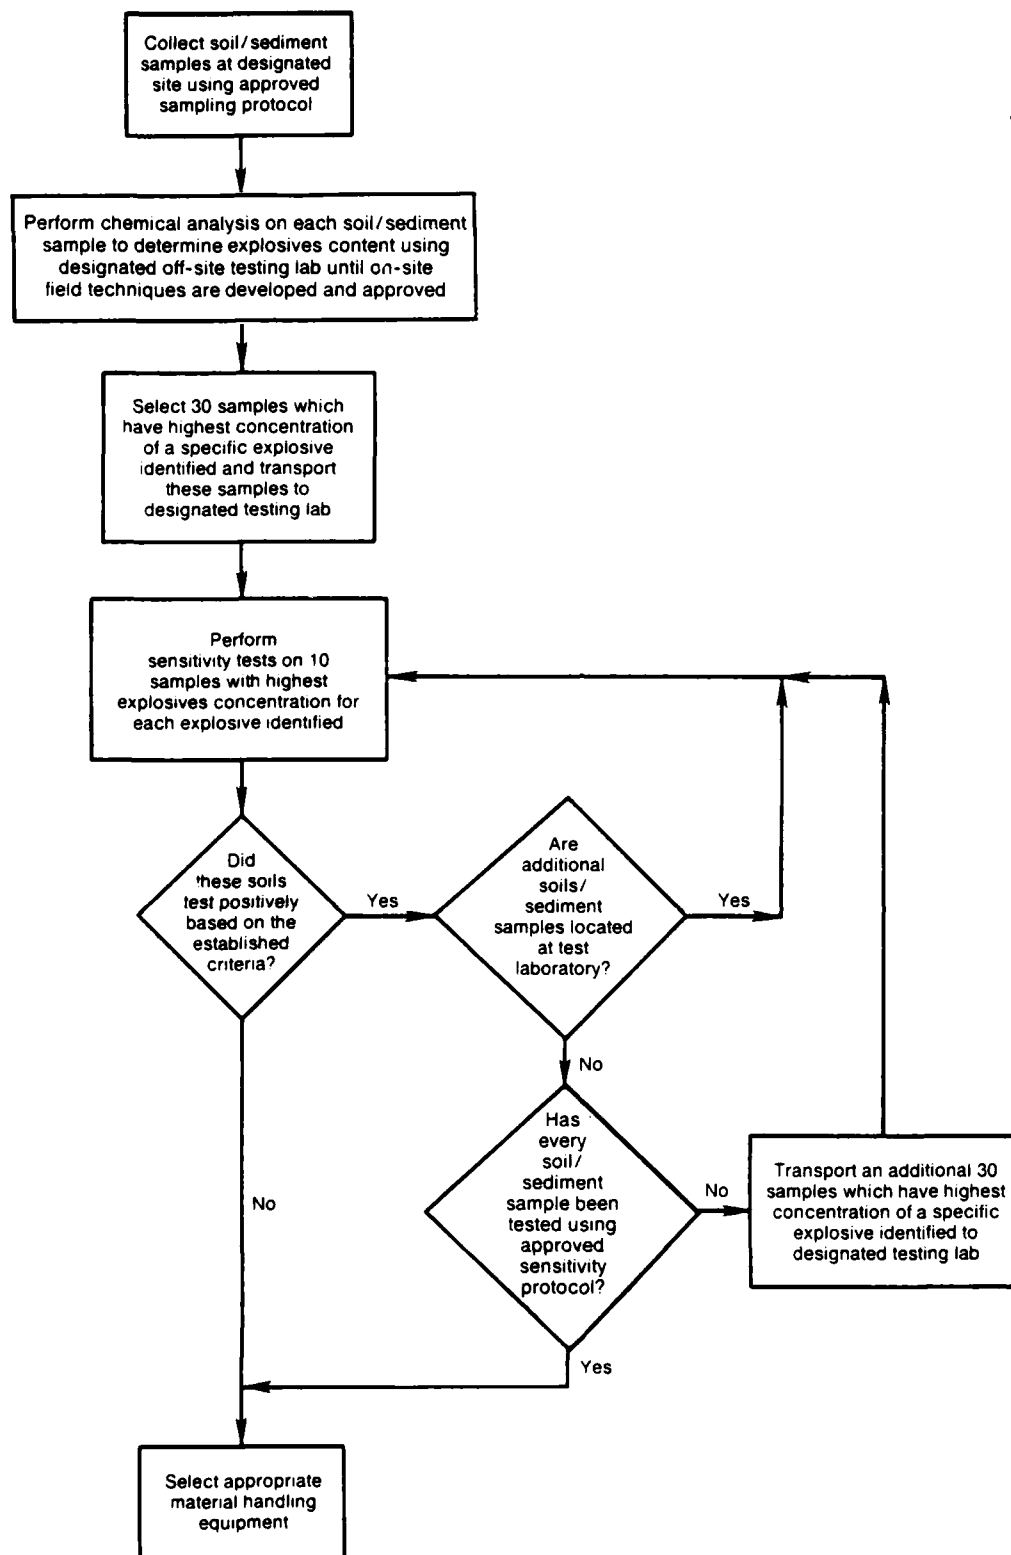 Collect soil/sediment
samples at designated
site using approved
sampling protocol
Perform chemical analysis on each soil/sediment
sample to determine explosives content using
designated off-site testing lab until on-site
field techniques are developed and approved
Select 30 samples which
have highest concentration
of a specific explosive
identified and transport
these samples to
designated testing lab
Perform
sensitivity tests on 10
samples with highest
explosives concentration for
each explosive identified
Did
these soils
test positively
based on the
established
criteria?
Yes
Are
additional
soils/
sediment
samples located
at test
laboratory?
Yes
No
Has
every
soil/
sediment
sample been
tested using
approved
sensitivity
protocol?
No
Transport an additional 30
samples which have highest
concentration of a specific
explosive identified to
designated testing lab
No
Yes
Select appropriate
material handling
equipment